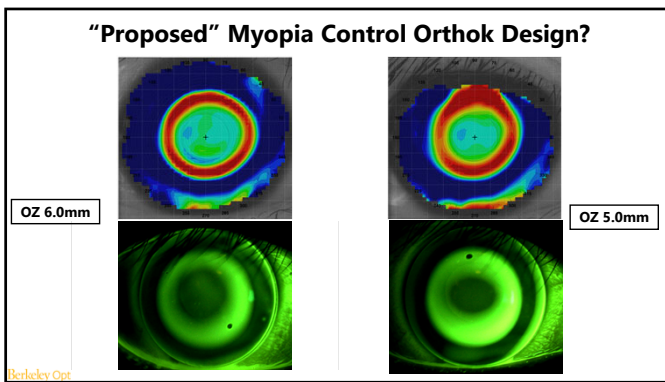 “Proposed” Myopia Control Orthok Design?
OZ 6.0mm
OZ 5.0mm
Berkeley Opt